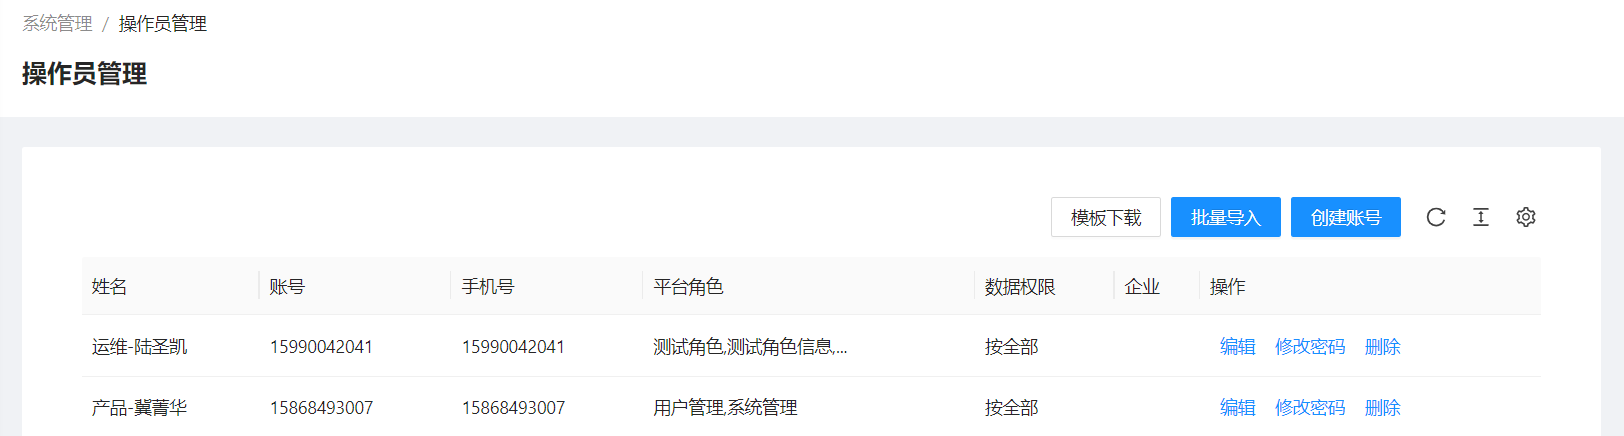 系统管理 / 操作员管理
操作员管理
模板下载 批量导入 创建账号
姓名 账号 手机号 平台角色 数据权限 企业 操作
运维-陆圣凯 15990042041 15990042041 测试角色,测试角色信息,... 按全部 编辑 修改密码 删除
产品-冀菁华 15868493007 15868493007 用户管理,系统管理 按全部 编辑 修改密码 删除